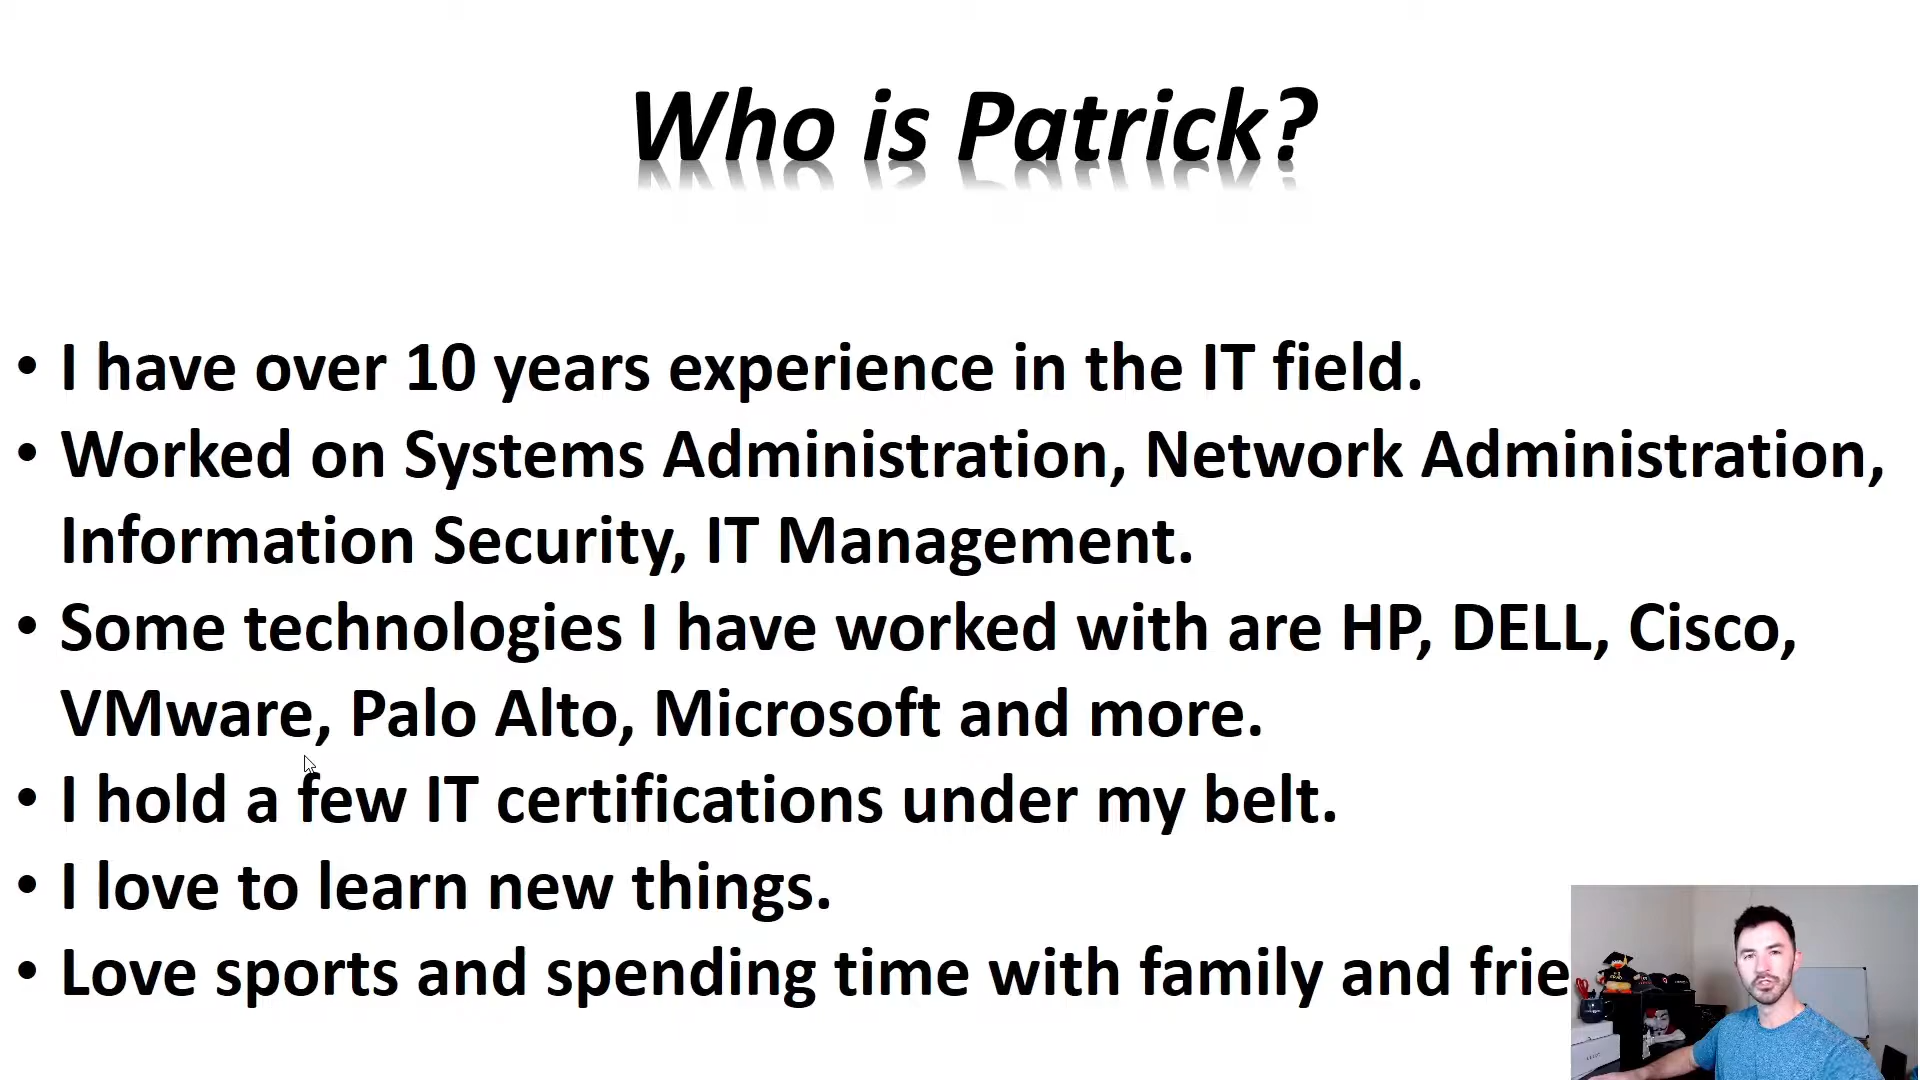 Who is Patrick?
• I have over 10 years experience in the IT field.
• Worked on Systems Administration, Network Administration,
Information Security, IT Management.
• Some technologies I have worked with are HP, DELL, Cisco,
VMware, Palo Alto, Microsoft and more.
• I hold a few IT certifications under my belt.
• I love to learn new things.
• Love sports and spending time with family and frie